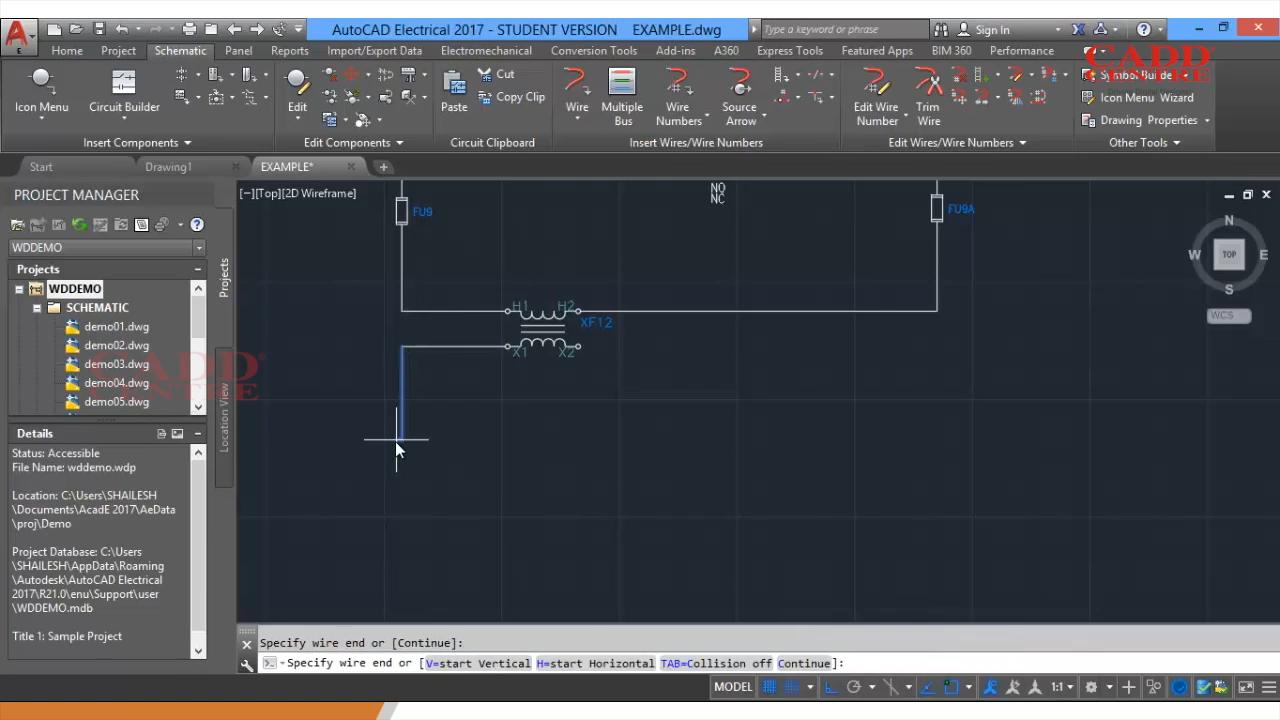 AutoCAD Electrical 2017 - STUDENT VERSION EXAMPLE.dwg
Type a keyword or phrase
Sign In
Home Project Schematic Panel Reports Import/Export Data Electromechanical Conversion Tools Add-ins A360 Express Tools Featured Apps BIM 360 Performance
CADD CENTRE
Icon Menu
Circuit Builder
Edit
Paste
Cut
Copy Clip
Wire
Multiple Bus
Wire Numbers
Source Arrow
Edit Wire Number
Trim Wire
Symbol Builder
Icon Menu Wizard
Drawing Properties
Insert Components
Edit Components
Circuit Clipboard
Insert Wires/Wire Numbers
Edit Wires/Wire Numbers
Other Tools
Start
Drawing1
EXAMPLE*
PROJECT MANAGER
WDDEMO
Projects
WDDEMO
SCHEMATIC
demo01.dwg
demo02.dwg
demo03.dwg
demo04.dwg
demo05.dwg
CADD CENTRE
Projects
Location View
Details
Status: Accessible
File Name: wddemo.wdp
Location: C:\Users\SHAILESH
\Documents\AcadE 2017\AeData
\proj\Demo
Project Database: C:\Users
\SHAILESH\AppData\Roaming
\Autodesk\AutoCAD Electrical
2017\R21.0\enu\Support\user
\WDDEMO.mdb
Title 1: Sample Project
[−][Top][2D Wireframe]
NO
NC
FU9
FU9A
H1 H2
XF12
X1 X2
N
W TOP E
S
WCS
Specify wire end or [Continue]:
Specify wire end or [V=start Vertical H=start Horizontal TAB=Collision off Continue]:
MODEL
1:1